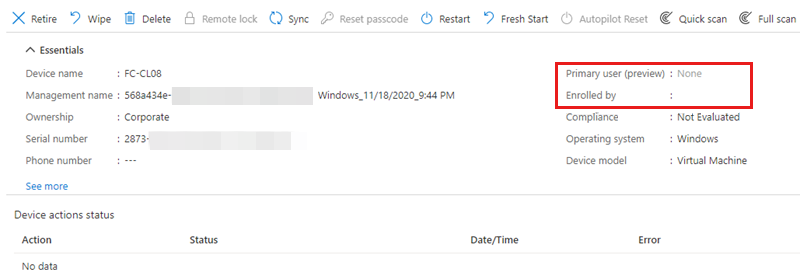 Retire Wipe Delete Remote lock Sync Reset passcode Restart Fresh Start Autopilot Reset Quick scan Full scan
Essentials
Device name : FC-CL08
Management name : 568a434e- Windows_11/18/2020_9:44 PM
Ownership : Corporate
Serial number : 2873-
Phone number : ---
See more
Primary user (preview) : None
Enrolled by :
Compliance : Not Evaluated
Operating system : Windows
Device model : Virtual Machine
Device actions status
Action Status Date/Time Error
No data